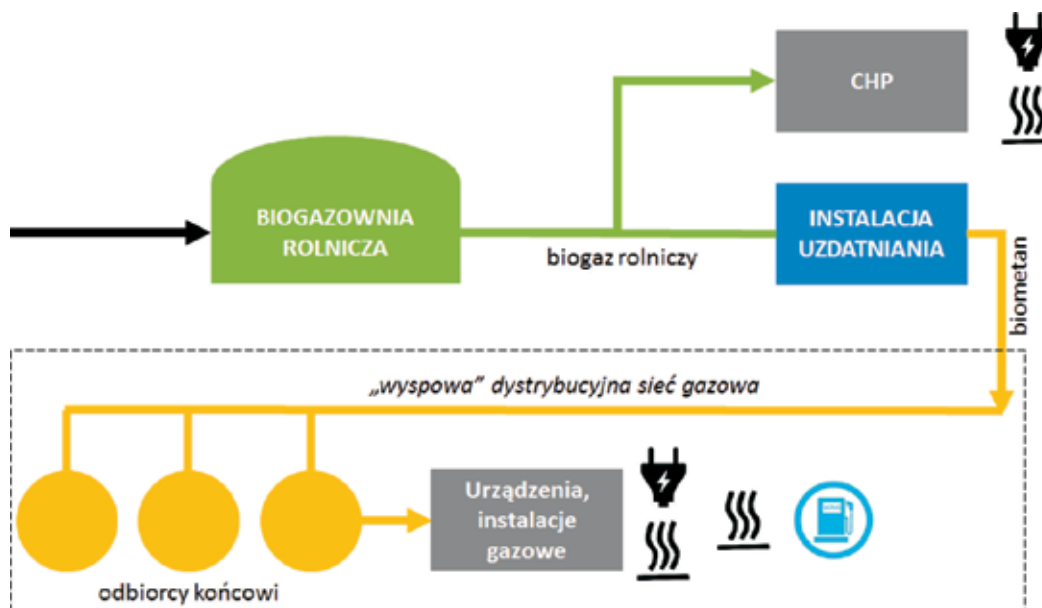 CHP
BIOGAZOWNIA
ROLNICZA
INSTALACJA
UZDATNIANIA
biogaz rolniczy
biometan
„wyspowa” dystrybucyjna sieć gazowa
Urządzenia,
instalacje
gazowe
odbiorcy końcowi